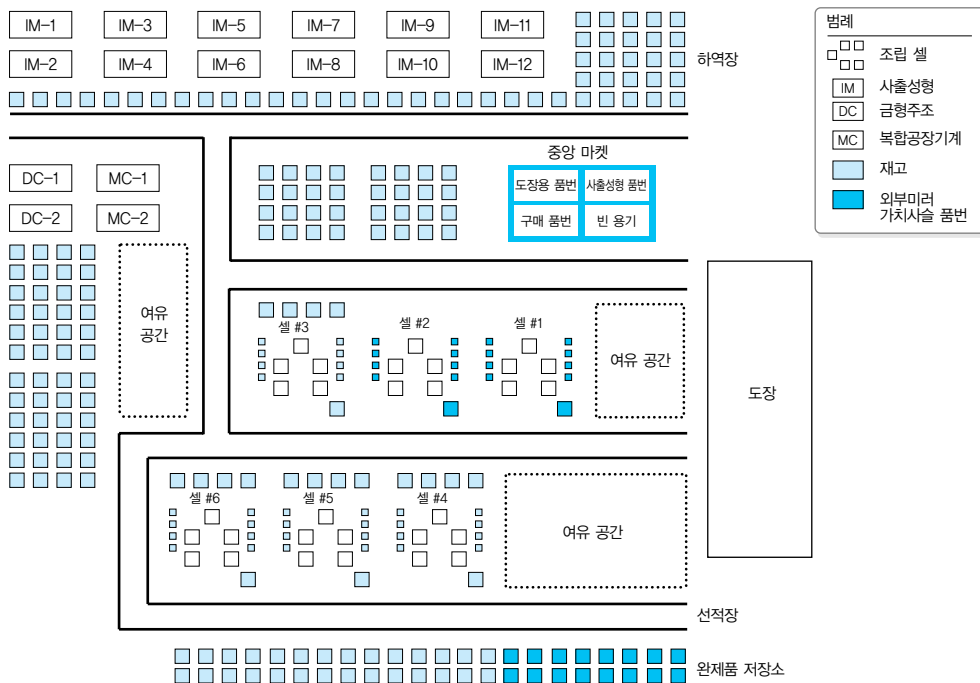 IM-1
IM-3
IM-5
IM-7
IM-9
IM-11
IM-2
IM-4
IM-6
IM-8
IM-10
IM-12
하역장
범례
조립 셀
IM 사출성형
DC 금형주조
MC 복합공장기계
재고
외부미러
가치사슬 품번
DC-1
MC-1
DC-2
MC-2
중앙 마켓
도장용 품번
사출성형 품번
구매 품번
빈 용기
여유
공간
셀 #3
셀 #2
셀 #1
여유 공간
도장
셀 #6
셀 #5
셀 #4
여유 공간
선적장
완제품 저장소